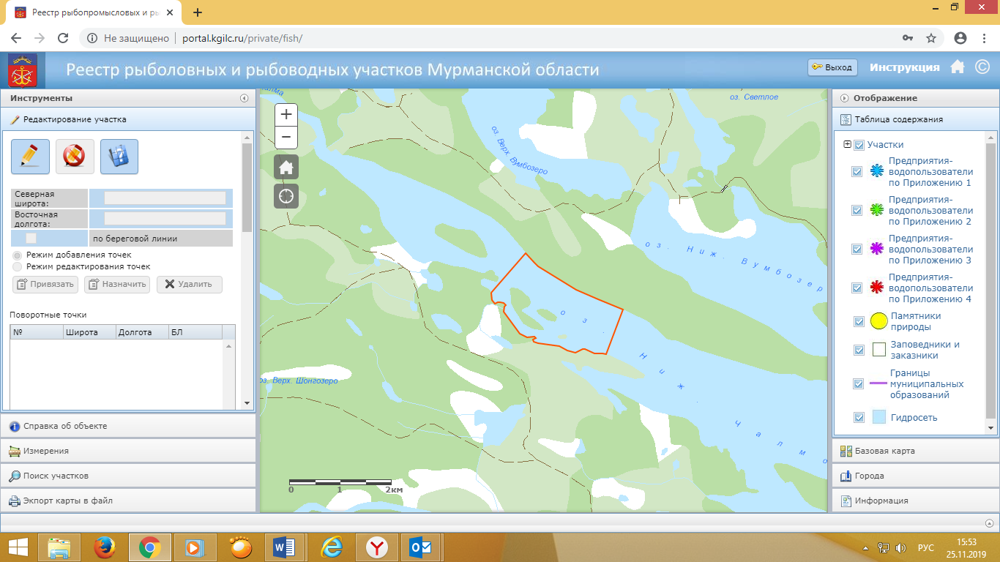 Реестр рыбопромысловых и ры
Не защищено
portal.kgilc.ru/private/fish/
Реестр рыболовных и рыбоводных участков Мурманской области
Выход
Инструкция
Инструменты
Редактирование участка
Северная
широта:
Восточная
долгота:
по береговой линии
Режим добавления точек
Режим редактирования точек
Привязать
Назначить
Удалить
Поворотные точки
№
Широта
Долгота
БЛ
Справка об объекте
Измерения
Поиск участков
Экспорт карты в файл
+
−
оз. Светлое
оз. Верх. Вумбозеро
оз. Ниж. Вумбозер
оз.
Ниж.
Чалмо
оз. Верх. Шонгозеро
0
1
2км
Отображение
Таблица содержания
Участки
Предприятия-
водопользователи
по Приложению 1
Предприятия-
водопользователи
по Приложению 2
Предприятия-
водопользователи
по Приложению 3
Предприятия-
водопользователи
по Приложению 4
Памятники
природы
Заповедники и
заказники
Границы
муниципальных
образований
Гидросеть
Базовая карта
Города
Информация
РУС
15:53
25.11.2019